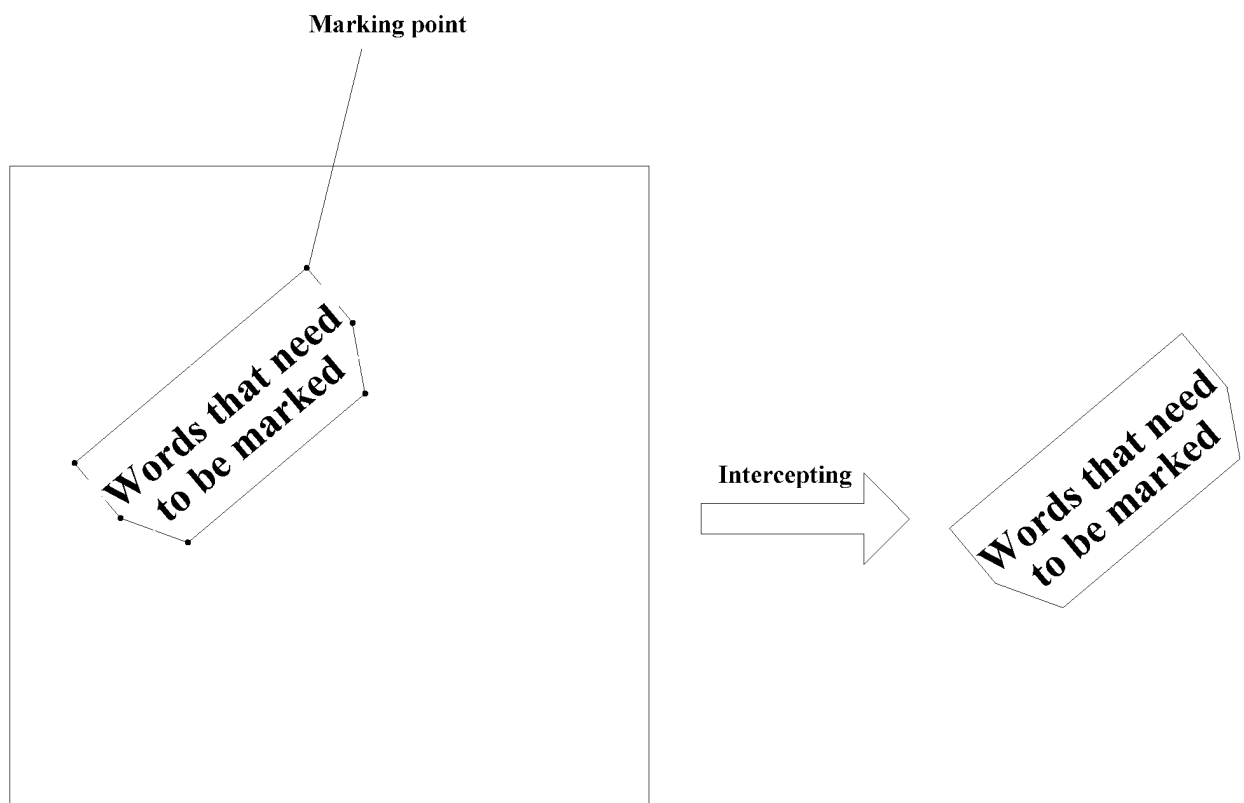 Marking point
Words that need
to be marked
Intercepting
Words that need
to be marked